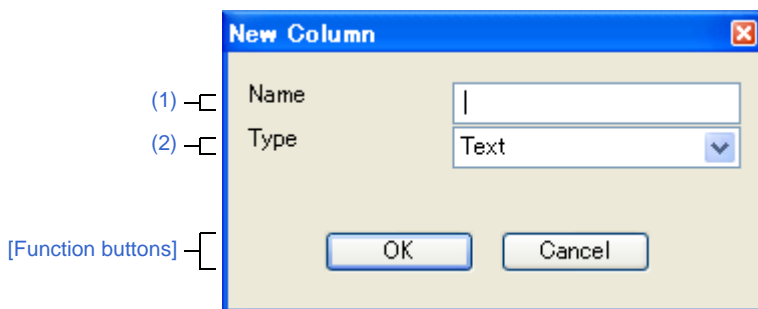 New Column
(1) Name
(2) Type Text
[Function buttons] OK Cancel